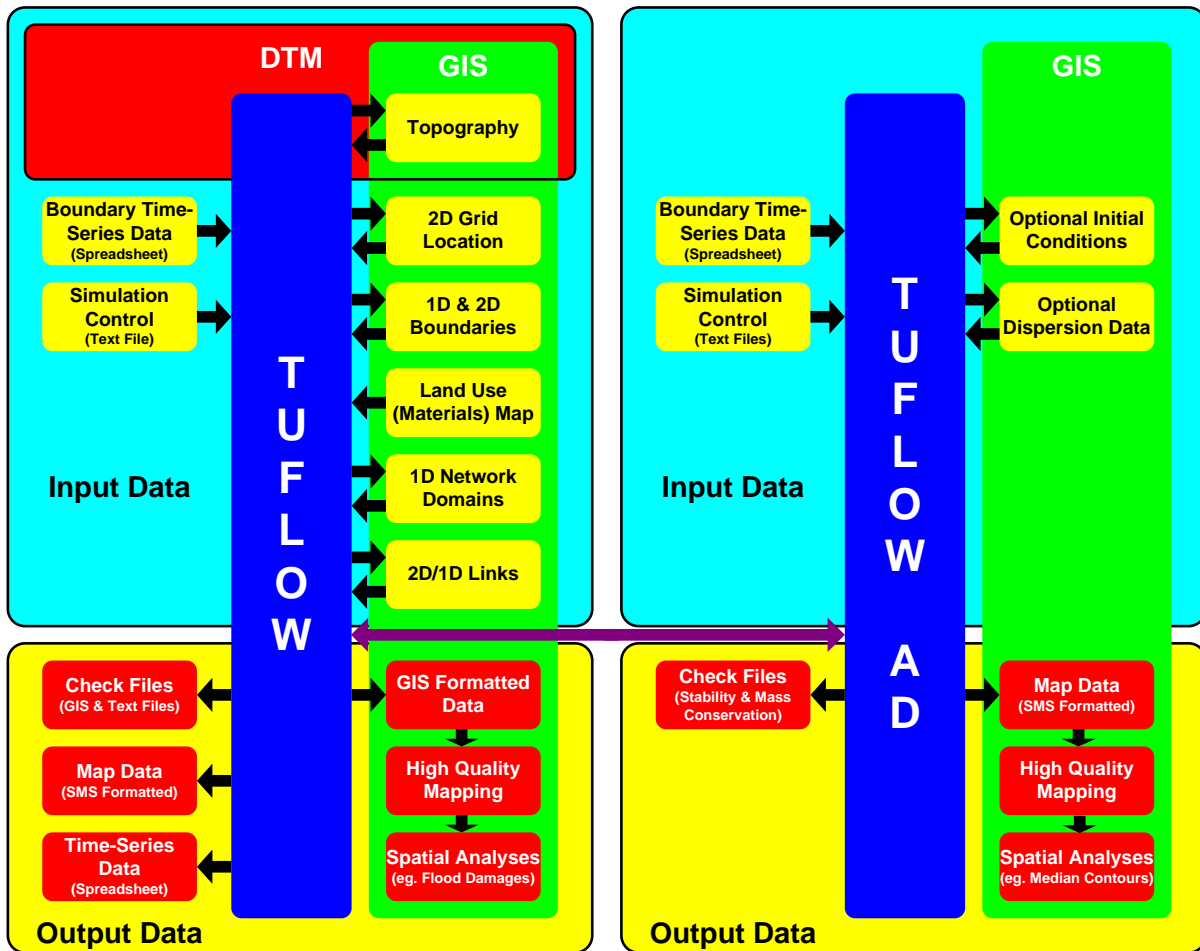 DTM
GIS
Topography
Boundary Time-
Series Data
(Spreadsheet)
2D Grid
Location
Simulation
Control
(Text File)
1D & 2D
Boundaries
Land Use
(Materials) Map
1D Network
Domains
2D/1D Links
Input Data
T
U
F
L
O
W
Check Files
(GIS & Text Files)
Map Data
(SMS Formatted)
Time-Series
Data
(Spreadsheet)
GIS Formatted
Data
High Quality
Mapping
Spatial Analyses
(eg. Flood Damages)
Output Data
GIS
Boundary Time-
Series Data
(Spreadsheet)
Optional Initial
Conditions
Simulation
Control
(Text Files)
Optional
Dispersion Data
Input Data
T
U
F
L
O
W
A
D
Check Files
(Stability & Mass
Conservation)
Map Data
(SMS Formatted)
High Quality
Mapping
Spatial Analyses
(eg. Median Contours)
Output Data